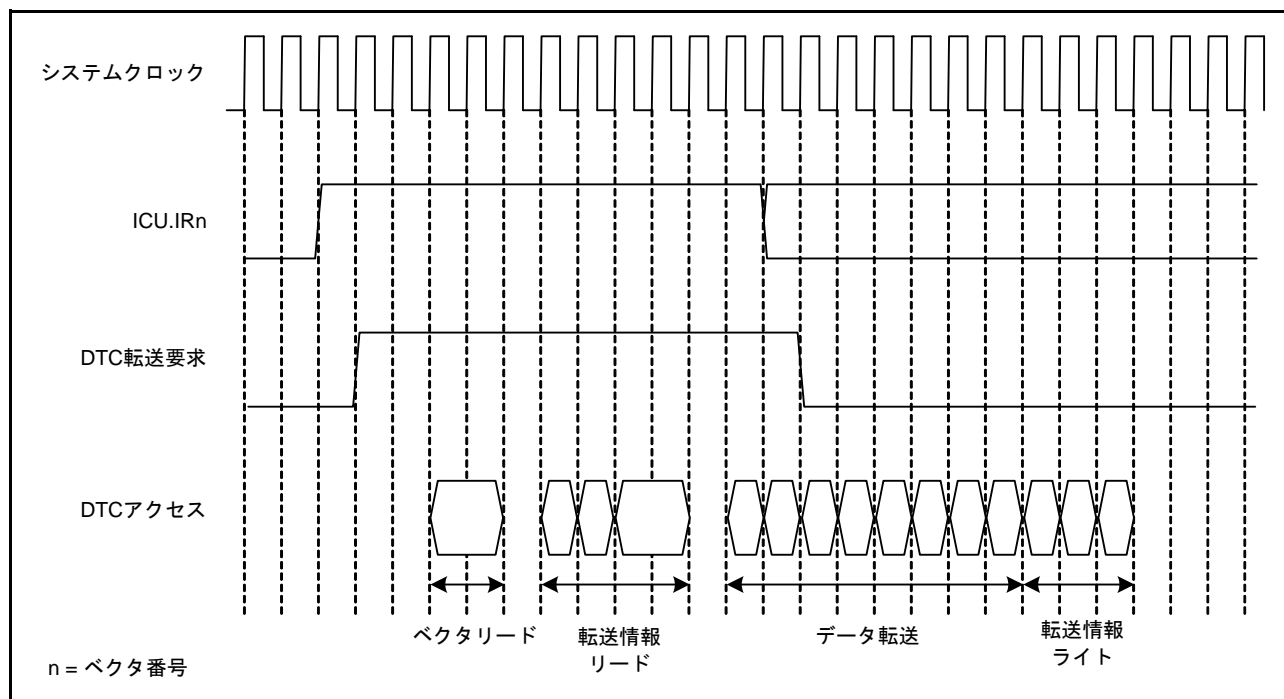 システムクロック
ICU.IRn
DTC転送要求
DTCアクセス
ベクタリード
転送情報
リード
データ転送
転送情報
ライト
n = ベクタ番号